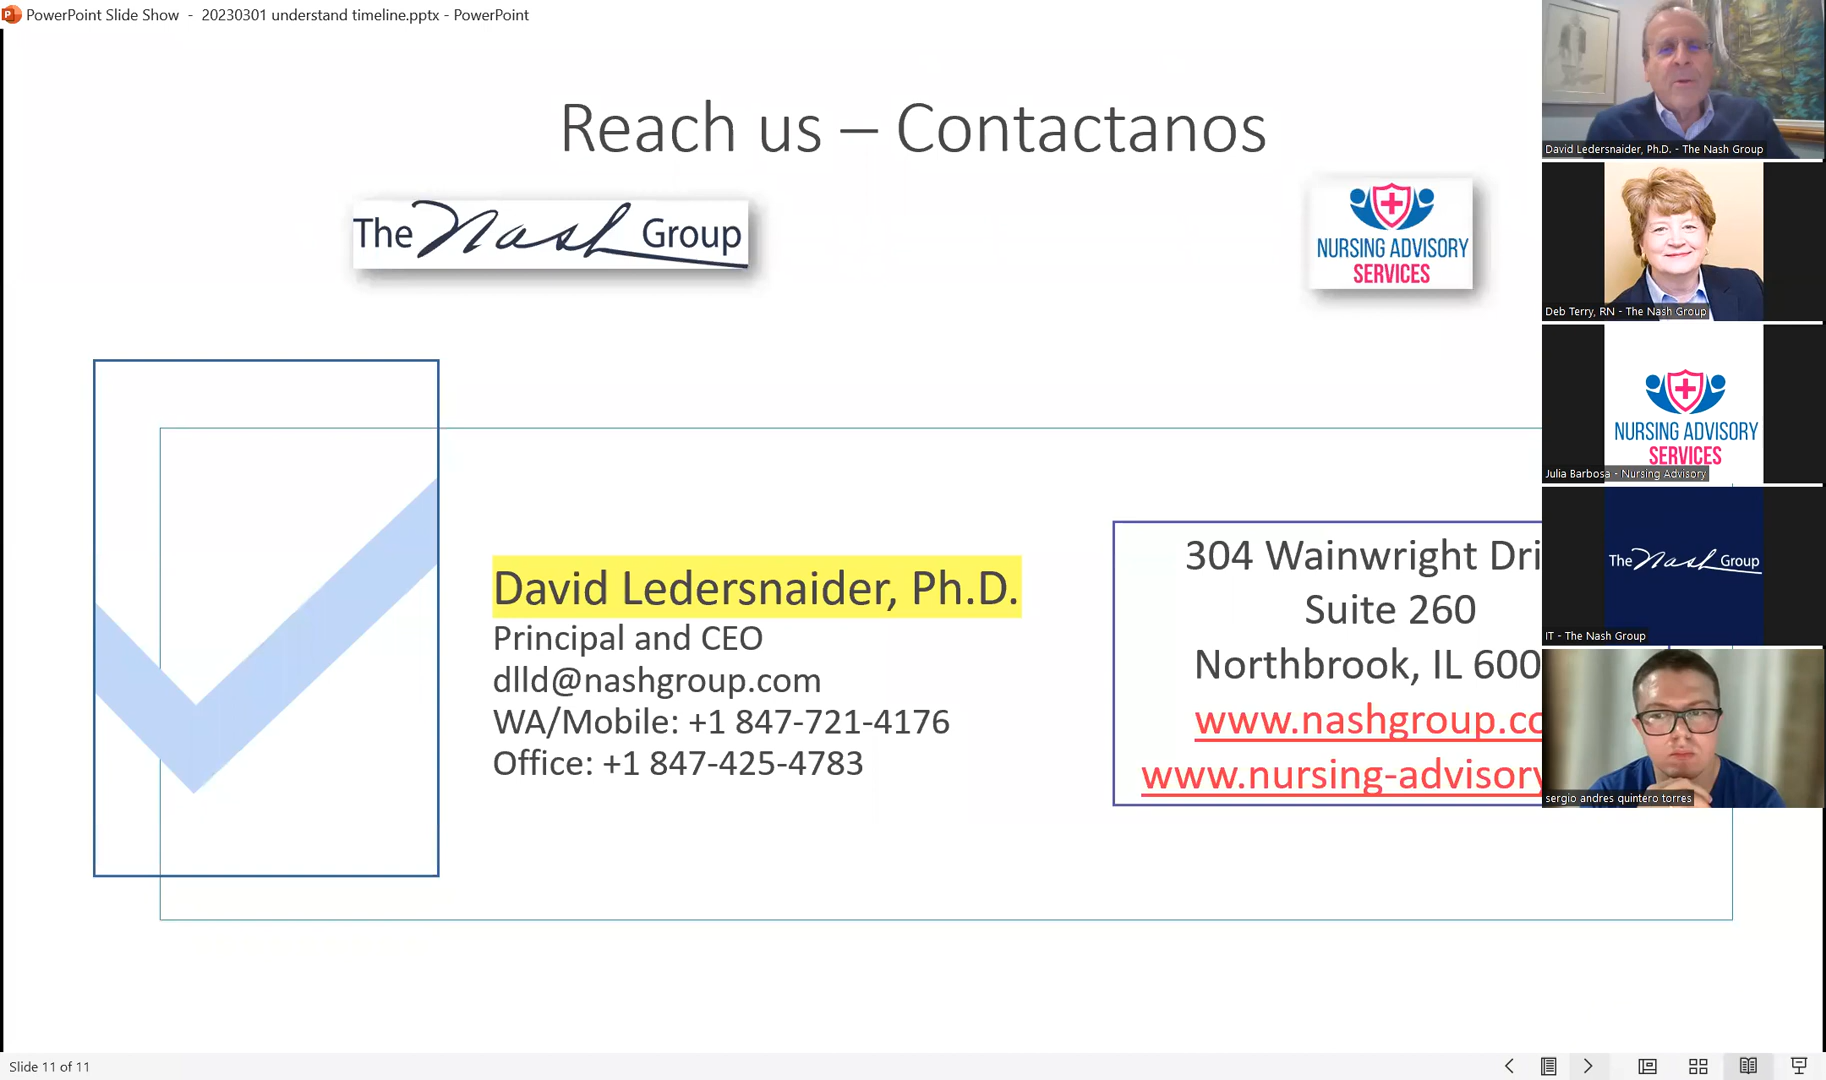 PowerPoint Slide Show - 20230301 understand timeline.pptx - PowerPoint
Reach us – Contactanos
The Nash Group
NURSING ADVISORY
SERVICES
David Ledersnaider, Ph.D.
Principal and CEO
dlld@nashgroup.com
WA/Mobile: +1 847-721-4176
Office: +1 847-425-4783
304 Wainwright Dri
Suite 260
Northbrook, IL 600
www.nashgroup.co
www.nursing-advisory
David Ledersnaider, Ph.D. - The Nash Group
Deb Terry, RN - The Nash Group
NURSING ADVISORY
SERVICES
Julia Barbosa - Nursing Advisory
The Nash Group
IT - The Nash Group
sergio andres quintero torres
Slide 11 of 11